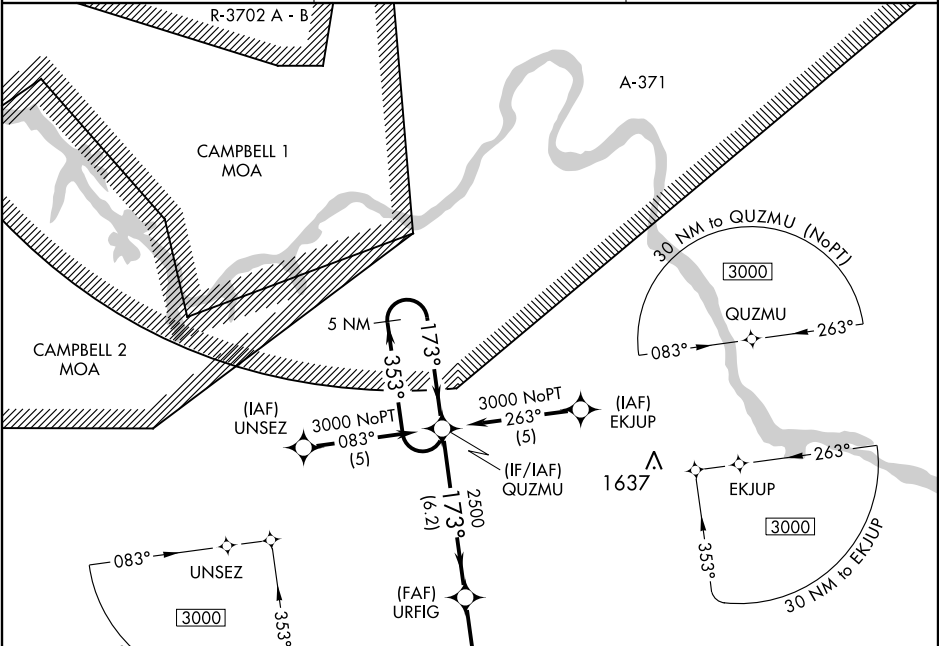 R-3702 A - B
A-371
CAMPBELL 1
MOA
30 NM to QUZMU (NoPT)
3000
QUZMU
083°
263°
5 NM
173°
353°
CAMPBELL 2
MOA
(IAF)
UNSEZ
3000 NoPT
083°
(5)
3000 NoPT
263°
(5)
(IAF)
EKJUP
(IF/IAF)
QUZMU
1637
263°
EKJUP
3000
353°
30 NM to EKJUP
2500
173°
(6.2)
083°
UNSEZ
3000
353°
(FAF)
URFIG